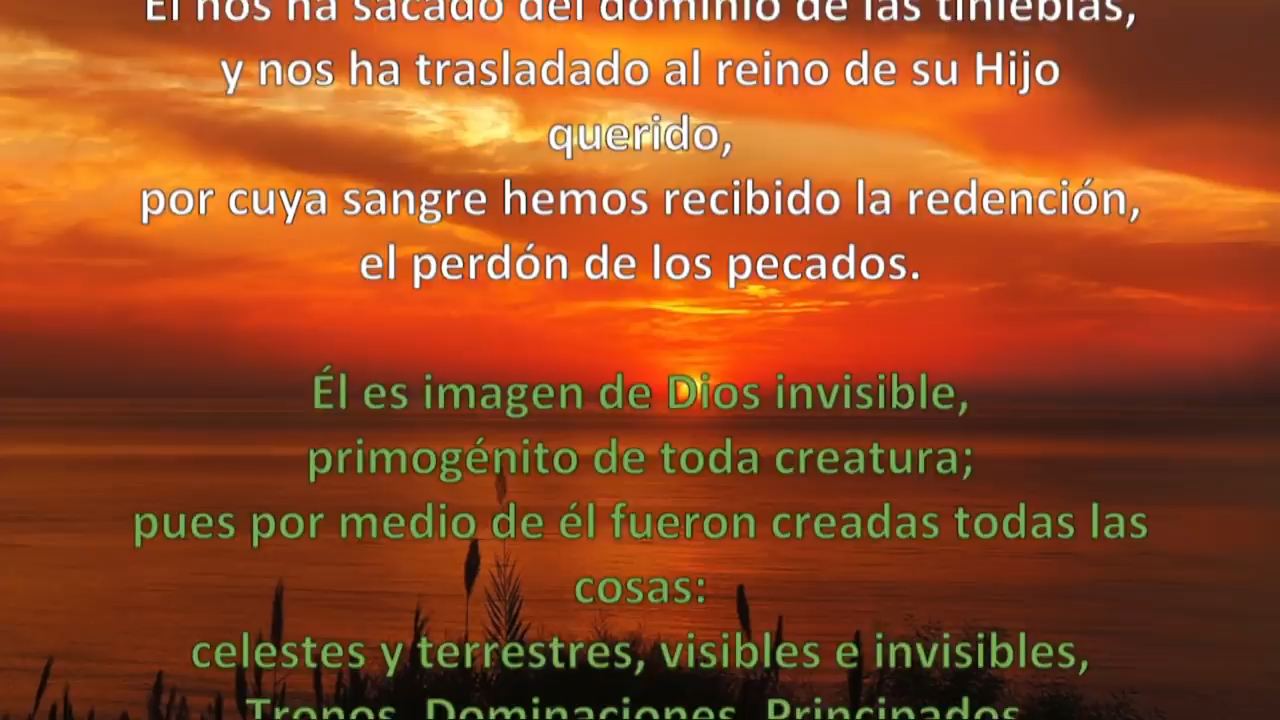 Él nos ha sacado del dominio de las tinieblas,
y nos ha trasladado al reino de su Hijo
querido,
por cuya sangre hemos recibido la redención,
el perdón de los pecados.
Él es imagen de Dios invisible,
primogénito de toda creatura;
pues por medio de él fueron creadas todas las
cosas:
celestes y terrestres, visibles e invisibles,
Tronos, Dominaciones, Principados,